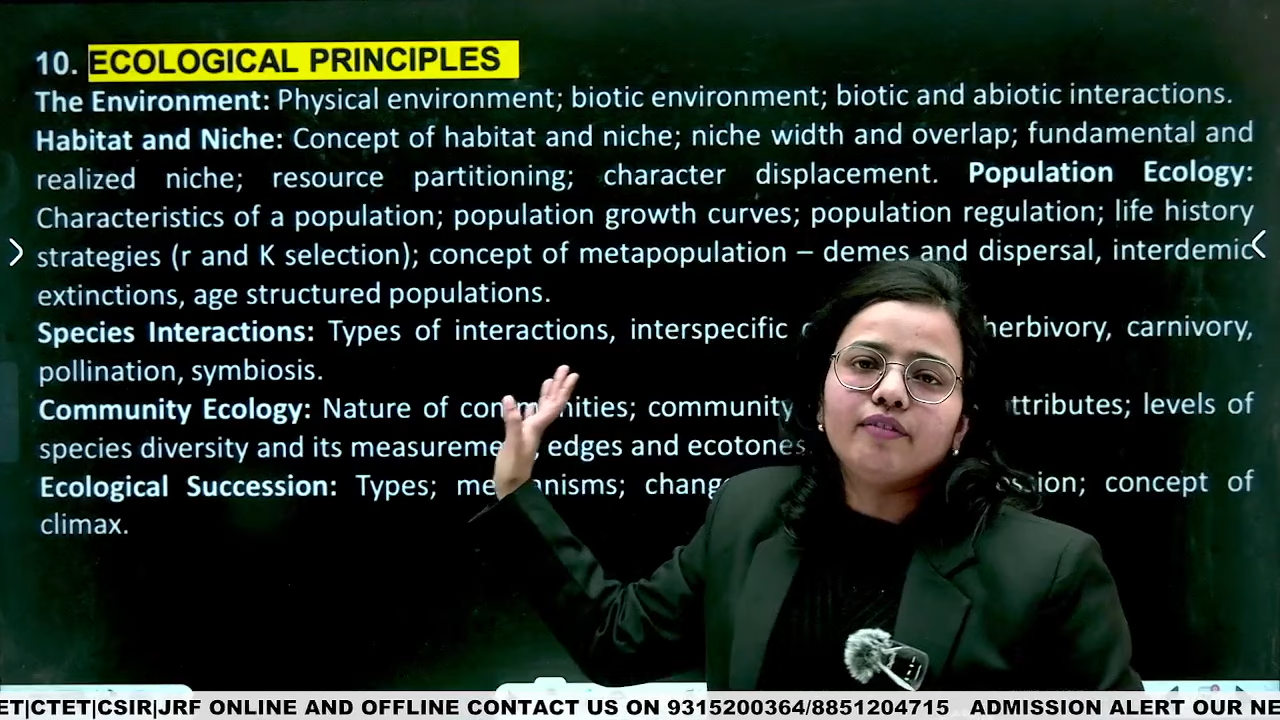 10. ECOLOGICAL PRINCIPLES
The Environment: Physical environment; biotic environment; biotic and abiotic interactions.
Habitat and Niche: Concept of habitat and niche; niche width and overlap; fundamental and
realized niche; resource partitioning; character displacement. Population Ecology:
Characteristics of a population; population growth curves; population regulation; life history
strategies (r and K selection); concept of metapopulation – demes and dispersal, interdemic
extinctions, age structured populations.
Species Interactions: Types of interactions, interspecific herbivory, carnivory,
pollination, symbiosis.
Community Ecology: Nature of communities; community attributes; levels of
species diversity and its measurement; edges and ecotones
Ecological Succession: Types; mechanisms; concept of
climax.
ET|CTET|CSIR|JRF ONLINE AND OFFLINE CONTACT US ON 9315200364/8851204715 ADMISSION ALERT OUR NE